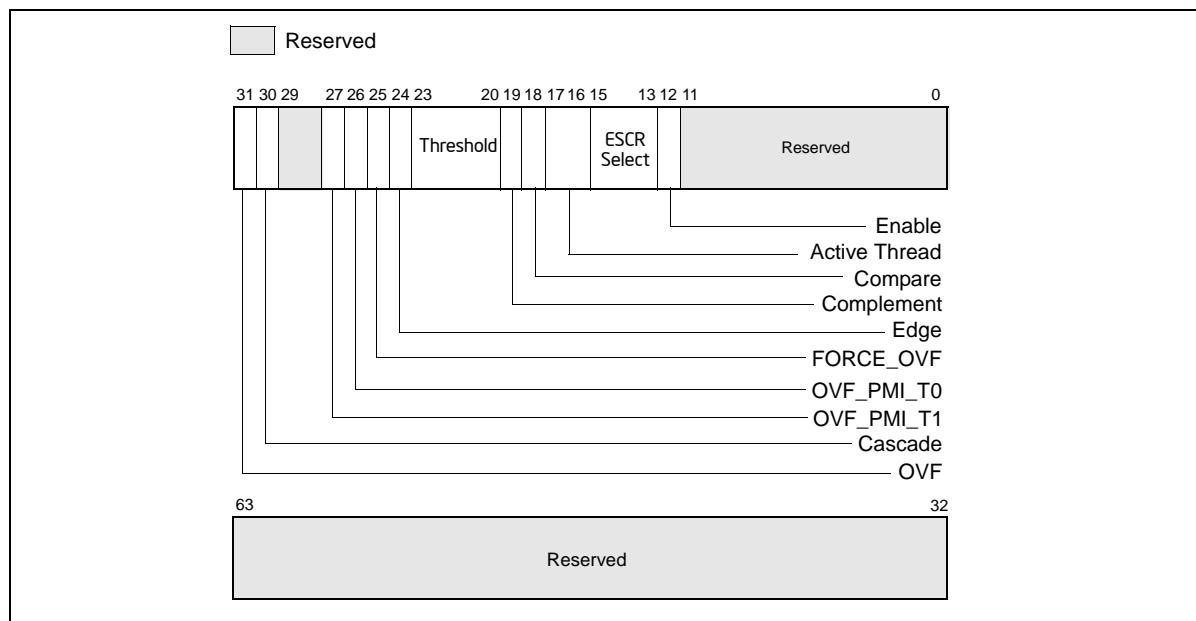 Reserved
31 30 29 27 26 25 24 23 20 19 18 17 16 15 13 12 11 0
Threshold
ESCR
Select
Reserved
Enable
Active Thread
Compare
Complement
Edge
FORCE_OVF
OVF_PMI_T0
OVF_PMI_T1
Cascade
OVF
63 32
Reserved